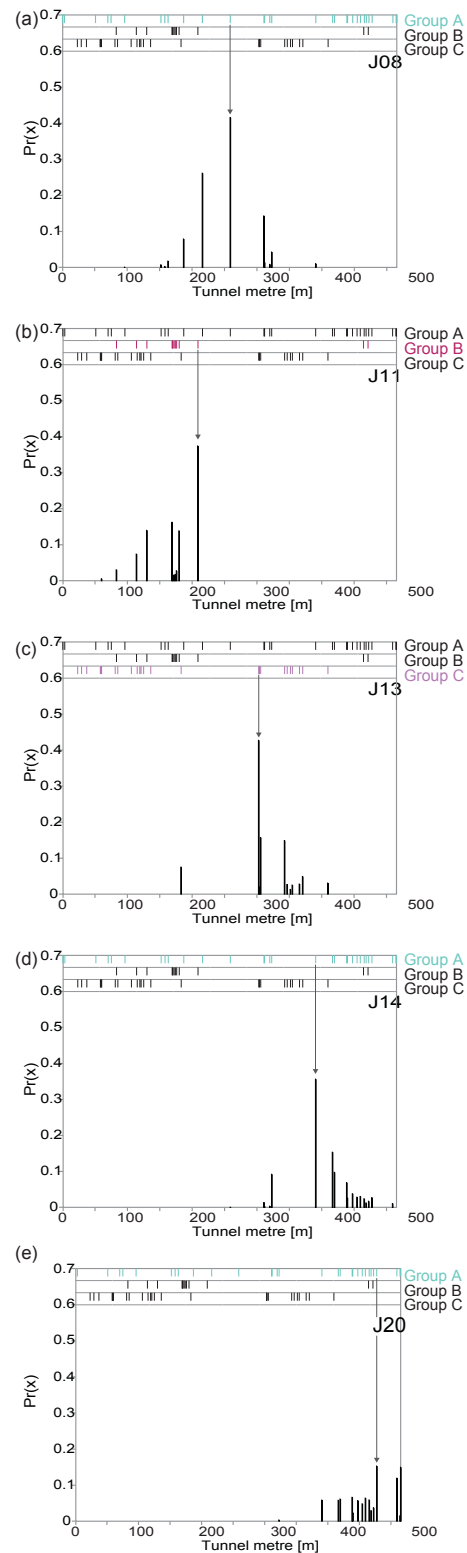 (a)
0.7
0.6
0.5
0.4
0.3
0.2
0.1
0
Pr(x)
Group A
Group B
Group C
J08
0 100 200 300 400 500
Tunnel metre [m]
(b)
0.7
0.6
0.5
0.4
0.3
0.2
0.1
0
Pr(x)
Group A
Group B
Group C
J11
0 100 200 300 400 500
Tunnel metre [m]
(c)
0.7
0.6
0.5
0.4
0.3
0.2
0.1
0
Pr(x)
Group A
Group B
Group C
J13
0 100 200 300 400 500
Tunnel metre [m]
(d)
0.7
0.6
0.5
0.4
0.3
0.2
0.1
0
Pr(x)
Group A
Group B
Group C
J14
0 100 200 300 400 500
Tunnel metre [m]
(e)
0.7
0.6
0.5
0.4
0.3
0.2
0.1
0
Pr(x)
Group A
Group B
Group C
J20
0 100 200 300 400 500
Tunnel metre [m]